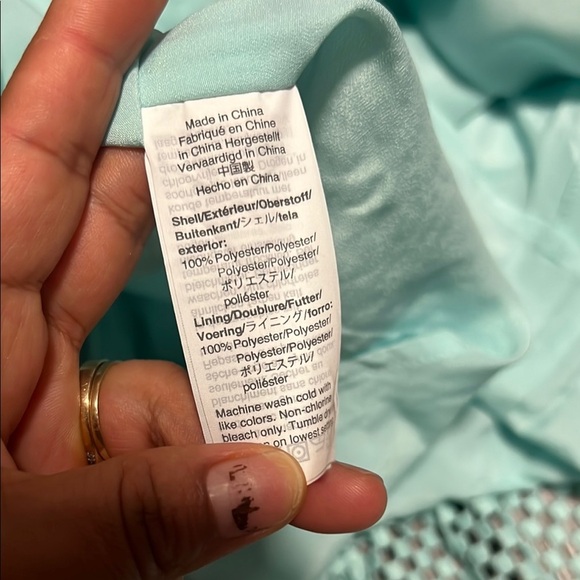 Made in China
Fabriqué en Chine
in China Hergestellt
Vervaardigd in China
中国製
Hecho en China
Shell/Extérieur/Oberstoff/
Buitenkant/シェル/tela
exterior:
100% Polyester/Polyester/
Polyester/Polyester/
ポリエステル/
poliéster
Lining/Doublure/Futter/
Voering/ライニング/forro:
100% Polyester/Polyester/
Polyester/Polyester/
ポリエステル/
poliéster
Machine wash cold with
like colors. Non-chlorine
bleach only. Tumble dry
on lowest